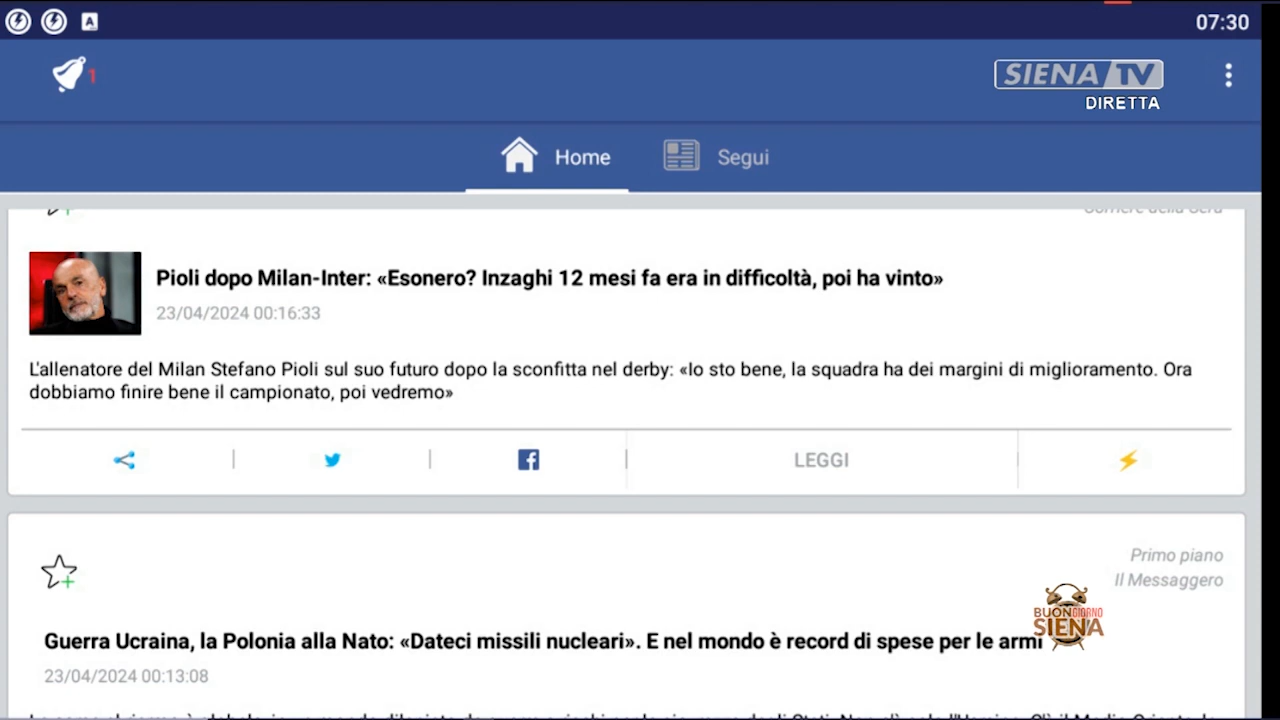 07:30
1
SIENA TV
DIRETTA
Home
Segui
Corriere della Sera
Pioli dopo Milan-Inter: «Esonero? Inzaghi 12 mesi fa era in difficoltà, poi ha vinto»
23/04/2024 00:16:33
L'allenatore del Milan Stefano Pioli sul suo futuro dopo la sconfitta nel derby: «Io sto bene, la squadra ha dei margini di miglioramento. Ora
dobbiamo finire bene il campionato, poi vedremo»
LEGGI
Primo piano
Il Messaggero
BUONGIORNO
SIENA
Guerra Ucraina, la Polonia alla Nato: «Dateci missili nucleari». E nel mondo è record di spese per le armi
23/04/2024 00:13:08